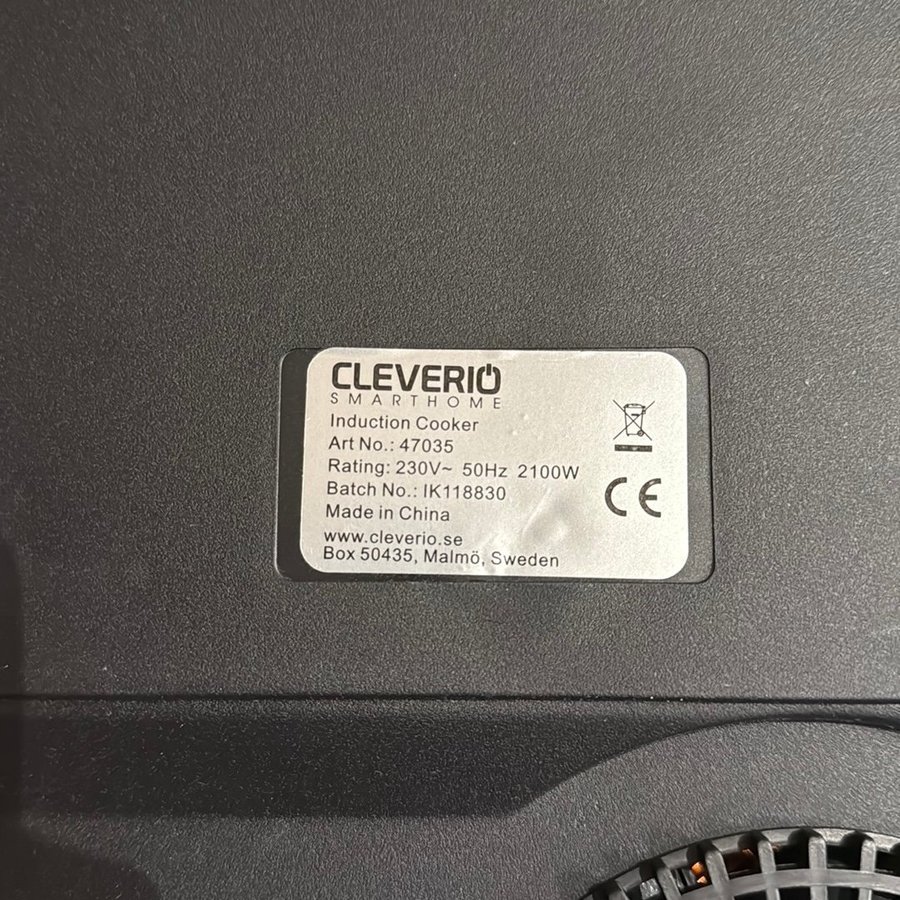 CLEVERIO
SMARTHOME
Induction Cooker
Art No.: 47035
Rating: 230V~ 50Hz 2100W
Batch No.: IK118830
Made in China
www.cleverio.se
Box 50435, Malmö, Sweden
CE